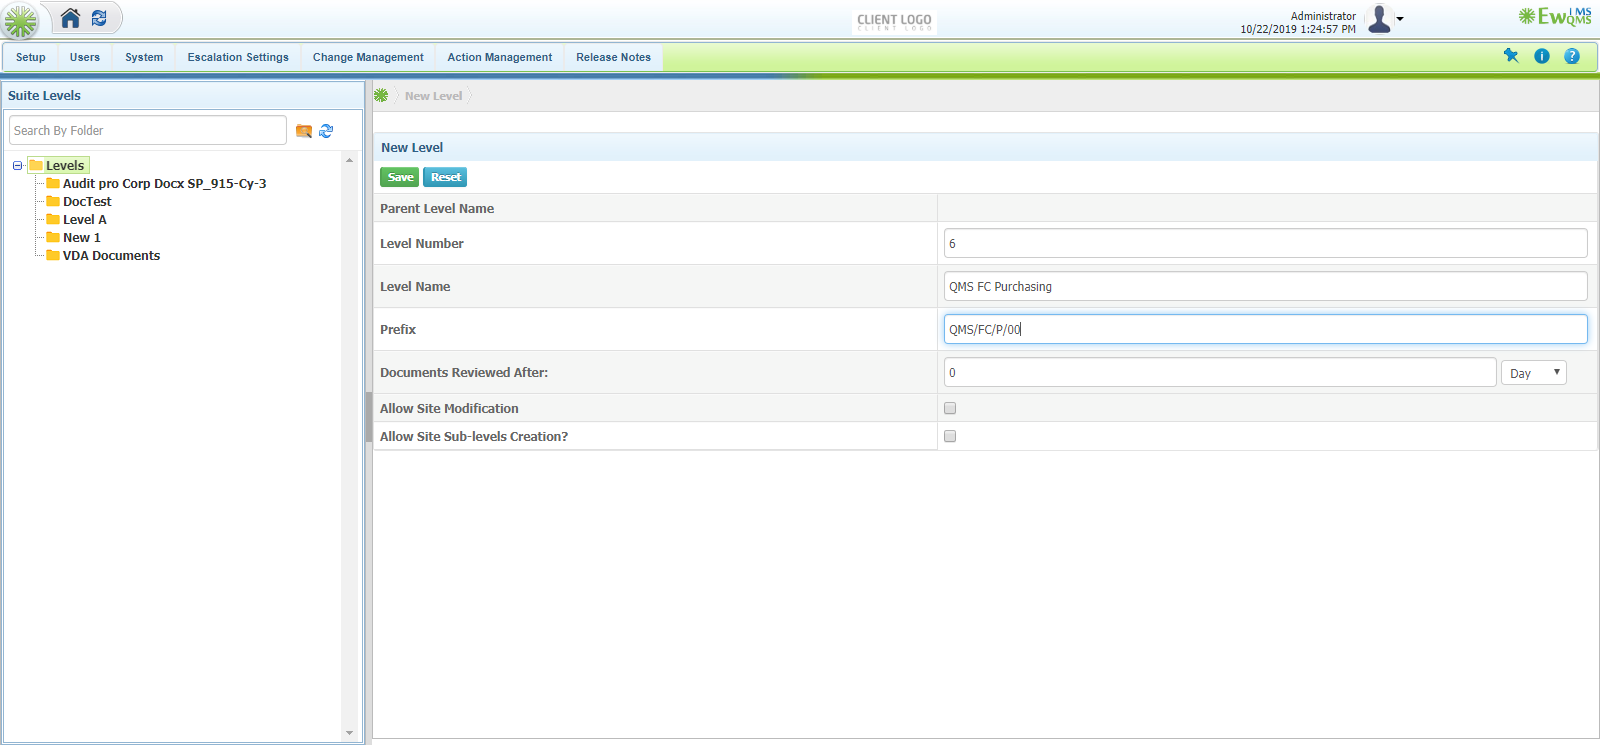 CLIENT LOGO
CLIENT LOGO
Administrator
10/22/2019 1:24:57 PM
EwQMS
LMS
Setup Users System Escalation Settings Change Management Action Management Release Notes
Suite Levels
Search By Folder
Levels
Audit pro Corp Docx SP_915-Cy-3
DocTest
Level A
New 1
VDA Documents
New Level
New Level
Save Reset
Parent Level Name
Level Number 6
Level Name QMS FC Purchasing
Prefix QMS/FC/P/00
Documents Reviewed After: 0 Day
Allow Site Modification
Allow Site Sub-levels Creation?